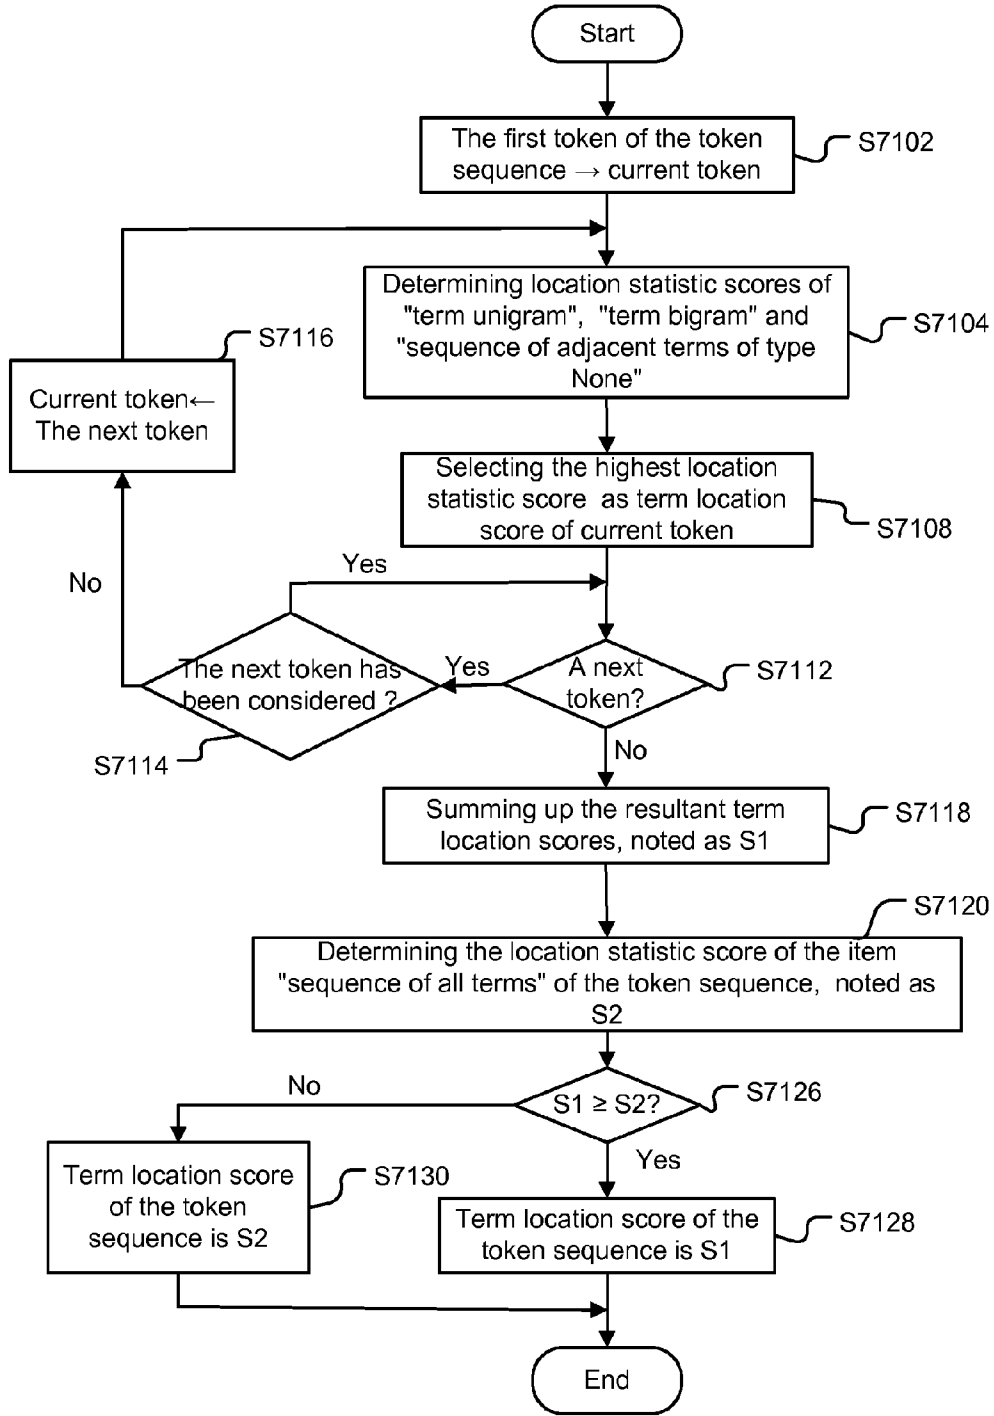 Start
The first token of the token
sequence → current token
S7102
Determining location statistic scores of
"term unigram", "term bigram" and
"sequence of adjacent terms of type
None"
S7104
S7116
Current token←
The next token
Selecting the highest location
statistic score as term location
score of current token
S7108
Yes
No
The next token has
been considered ?
S7114
Yes
A next
token?
S7112
No
Summing up the resultant term
location scores, noted as S1
S7118
S7120
Determining the location statistic score of the item
"sequence of all terms" of the token sequence, noted as
S2
No
S1 ≥ S2?
S7126
Yes
Term location score
of the token
sequence is S2
S7130
Term location score of the
token sequence is S1
S7128
End